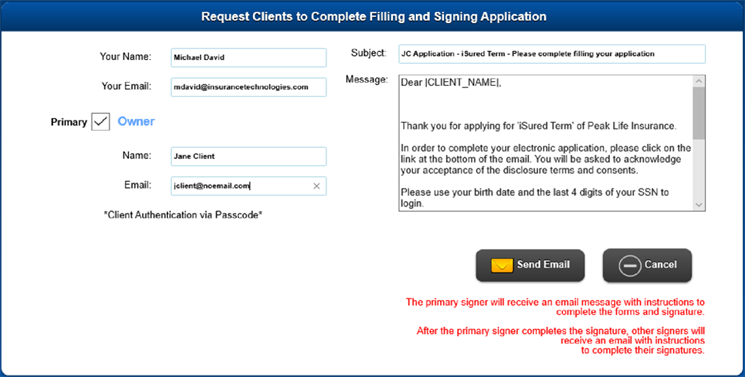 Request Clients to Complete Filling and Signing Application
Your Name: Michael David
Your Email: mdavid@insurancetechnologies.com
Primary Owner
Name: Jane Client
Email: jclient@ncemail.com
*Client Authentication via Passcode*
Subject: JC Application - iSured Term - Please complete filling your application
Message: Dear [CLIENT_NAME],
Thank you for applying for 'iSured Term' of Peak Life Insurance.
In order to complete your electronic application, please click on the
link at the bottom of the email. You will be asked to acknowledge
your acceptance of the disclosure terms and consents.
Please use your birth date and the last 4 digits of your SSN to
login.
Send Email Cancel
The primary signer will receive an email message with instructions to
complete the forms and signature.
After the primary signer completes the signature, other signers will
receive an email with instructions
to complete their signatures.